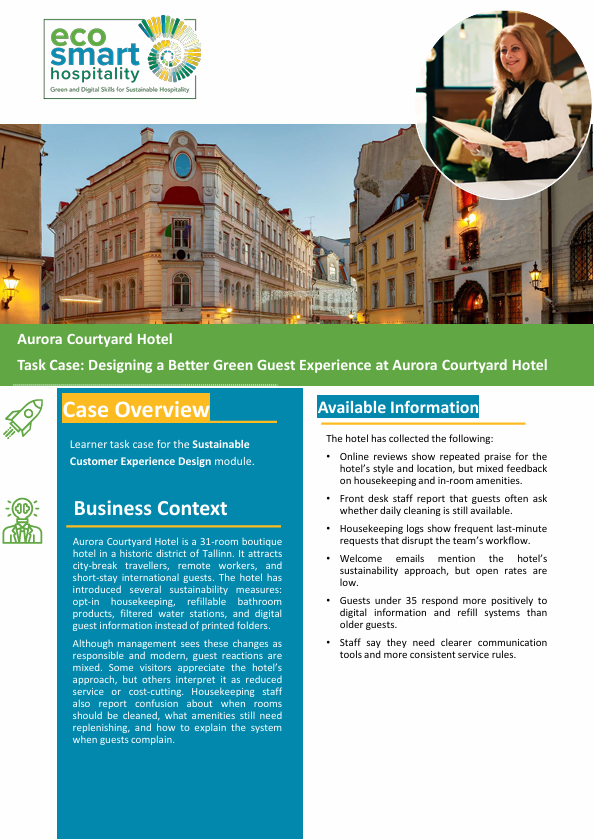 eco
smart
hospitality
Green and Digital Skills for Sustainable Hospitality
Aurora Courtyard Hotel
Task Case: Designing a Better Green Guest Experience at Aurora Courtyard Hotel
Case Overview
Learner task case for the Sustainable
Customer Experience Design module.
Business Context
Aurora Courtyard Hotel is a 31-room boutique
hotel in a historic district of Tallinn. It attracts
city-break travellers, remote workers, and
short-stay international guests. The hotel has
introduced several sustainability measures:
opt-in housekeeping, refillable bathroom
products, filtered water stations, and digital
guest information instead of printed folders.
Although management sees these changes as
responsible and modern, guest reactions are
mixed. Some visitors appreciate the hotel's
approach, but others interpret it as reduced
service or cost-cutting. Housekeeping staff
also report confusion about when rooms
should be cleaned, what amenities still need
replenishing, and how to explain the system
when guests complain.
Available Information
The hotel has collected the following:
• Online reviews show repeated praise for the
hotel's style and location, but mixed feedback
on housekeeping and in-room amenities.
• Front desk staff report that guests often ask
whether daily cleaning is still available.
• Housekeeping logs show frequent last-minute
requests that disrupt the team's workflow.
• Welcome emails mention the hotel's
sustainability approach, but open rates are
low.
• Guests under 35 respond more positively to
digital information and refill systems than
older guests.
• Staff say they need clearer communication
tools and more consistent service rules.